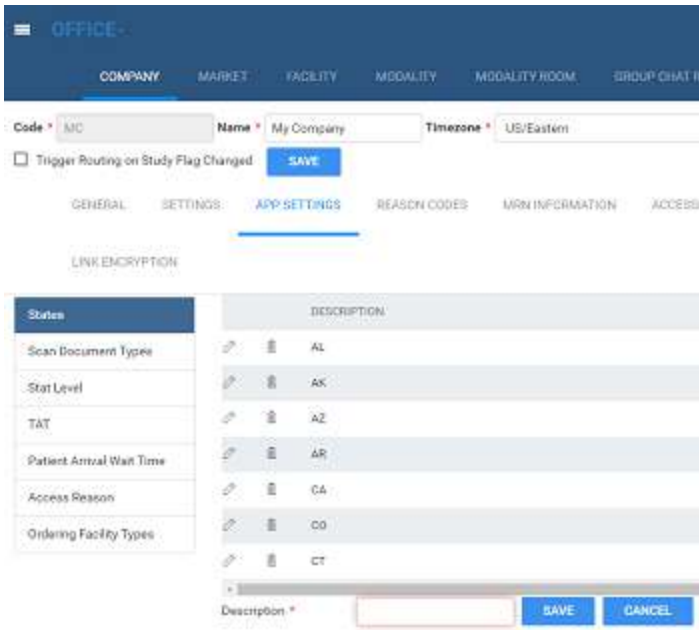 OFFICE-
COMPANY MARKET FACILITY MODALITY MODALITY ROOM GROUP CHAT R
Code * MC Name * My Company Timezone * US/Eastern
Trigger Routing on Study Flag Changed SAVE
GENERAL SETTINGS APP SETTINGS REASON CODES MRN INFORMATION ACCESS
LINK ENCRYPTION
States DESCRIPTION
Scan Document Types AL
Stat Level AK
TAT AZ
Patient Arrival Wait Time AR
Access Reason CA
Ordering Facility Types CO
CT
Description * SAVE CANCEL